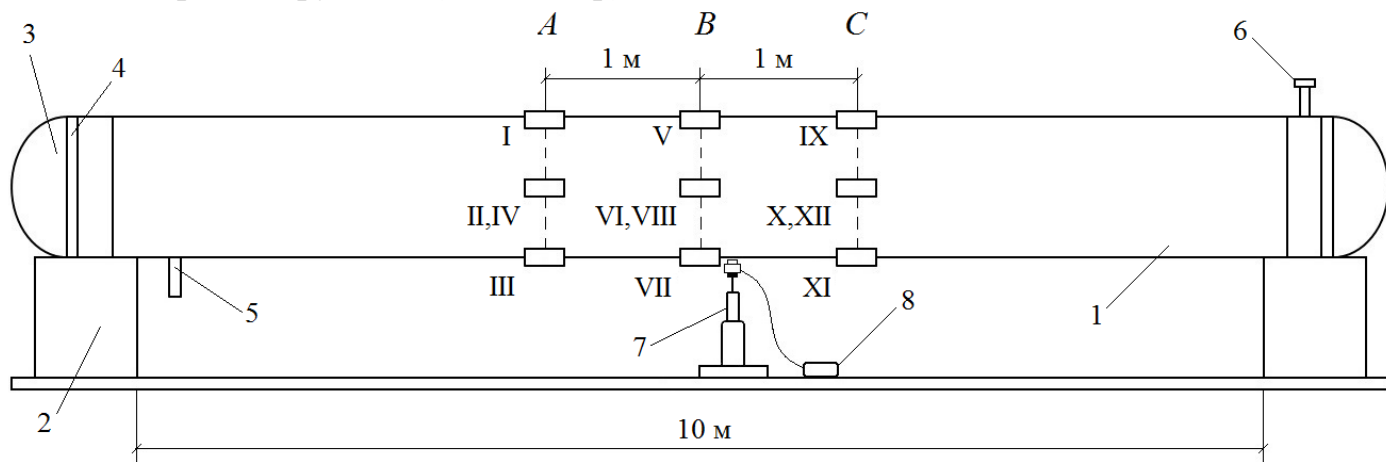 A B C
3 1 м 1 м 6
4
I V IX
II,IV VI,VIII X,XII
III VII XI
5 7 8 1
2
10 м